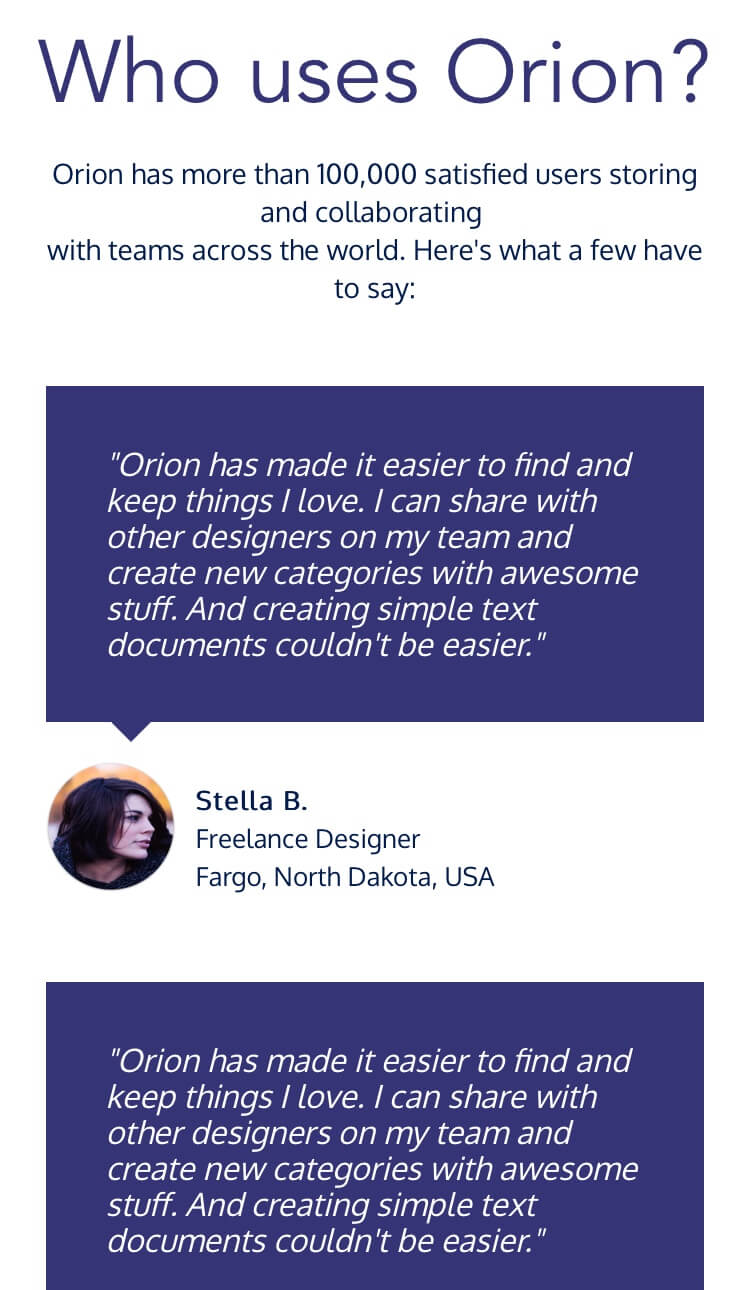 Who uses Orion?
Orion has more than 100,000 satisfied users storing
and collaborating
with teams across the world. Here's what a few have
to say:
"Orion has made it easier to find and
keep things I love. I can share with
other designers on my team and
create new categories with awesome
stuff. And creating simple text
documents couldn't be easier."
Stella B.
Freelance Designer
Fargo, North Dakota, USA
"Orion has made it easier to find and
keep things I love. I can share with
other designers on my team and
create new categories with awesome
stuff. And creating simple text
documents couldn't be easier."